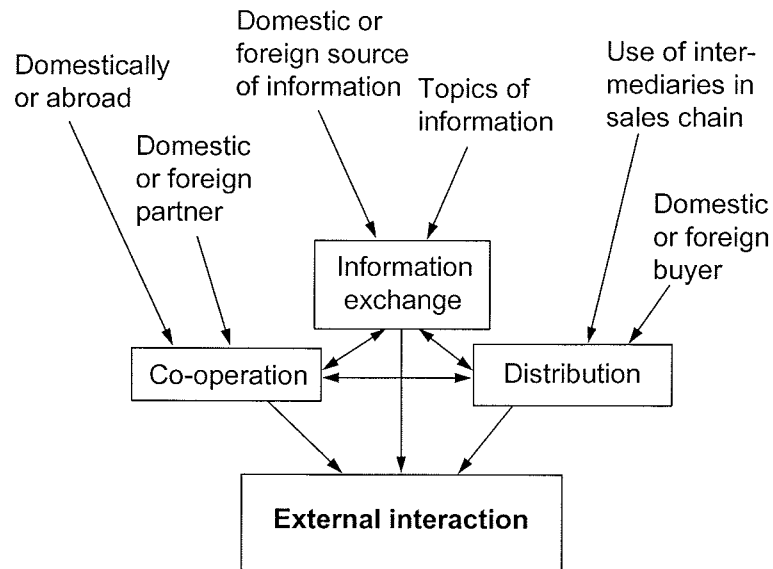 Domestically
or abroad
Domestic or
foreign source
of information
Topics of
information
Use of inter-
mediaries in
sales chain
Domestic
or foreign
partner
Domestic
or foreign
buyer
Information
exchange
Co-operation
Distribution
External interaction